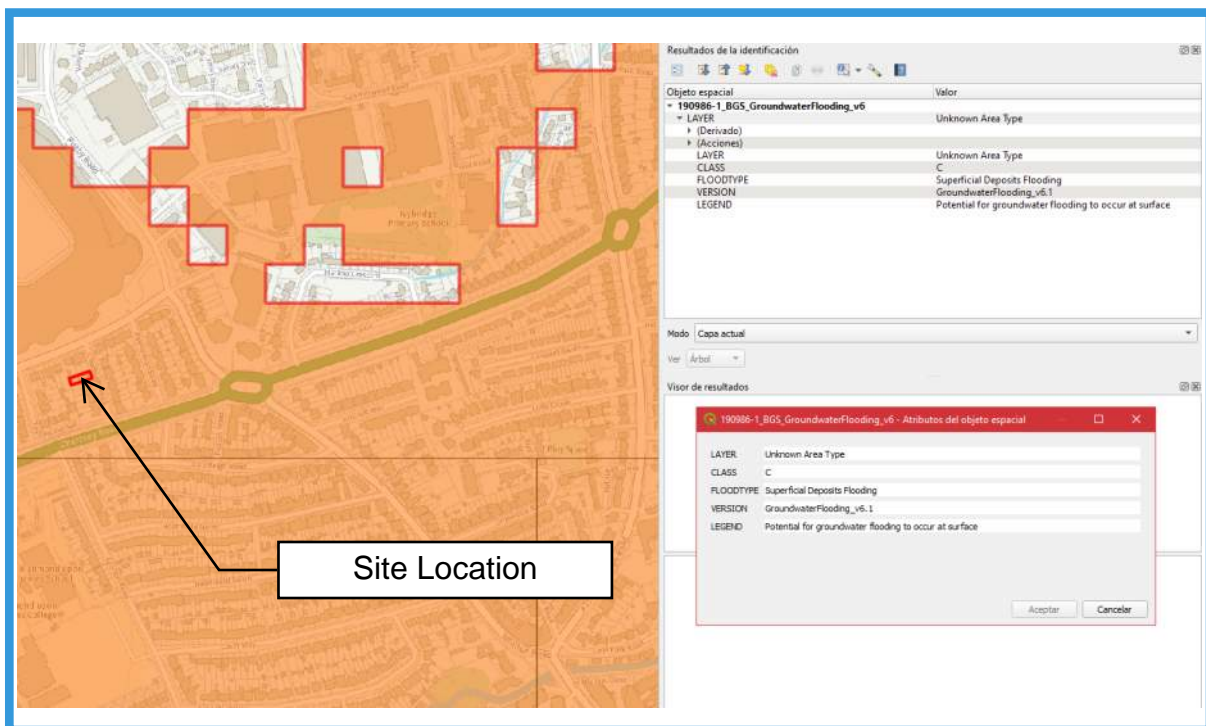 Resultados de la identificación
Objeto espacial Valor
190986-1_BGS_GroundwaterFlooding_v6
LAYER Unknown Area Type
(Derivado)
(Acciones)
LAYER Unknown Area Type
CLASS C
FLOODTYPE Superficial Deposits Flooding
VERSION GroundwaterFlooding_v6.1
LEGEND Potential for groundwater flooding to occur at surface
Modo Capa actual
Ver Árbol
Visor de resultados
190986-1_BGS_GroundwaterFlooding_v6 - Atributos del objeto espacial
LAYER Unknown Area Type
CLASS C
FLOODTYPE Superficial Deposits Flooding
VERSION GroundwaterFlooding_v6.1
LEGEND Potential for groundwater flooding to occur at surface
Aceptar Cancelar
Primary School
Site Location